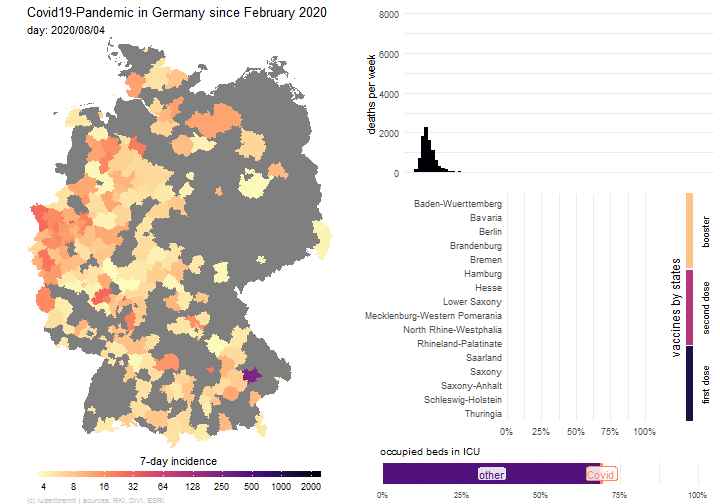 Covid19-Pandemic in Germany since February 2020
day: 2020/08/04
7-day incidence
4 8 16 32 64 125 250 500 1000 2000
(c) /u/zeitbrennt | sources: RKI, DIVI, ESRI
deaths per week
8000
6000
4000
2000
0
Baden-Wuerttemberg
Bavaria
Berlin
Brandenburg
Bremen
Hamburg
Hesse
Lower Saxony
Mecklenburg-Western Pomerania
North Rhine-Westphalia
Rhineland-Palatinate
Saarland
Saxony
Saxony-Anhalt
Schleswig-Holstein
Thuringia
0% 25% 50% 75% 100%
vaccines by states
booster
second dose
first dose
occupied beds in ICU
other
Covid
0% 25% 50% 75% 100%